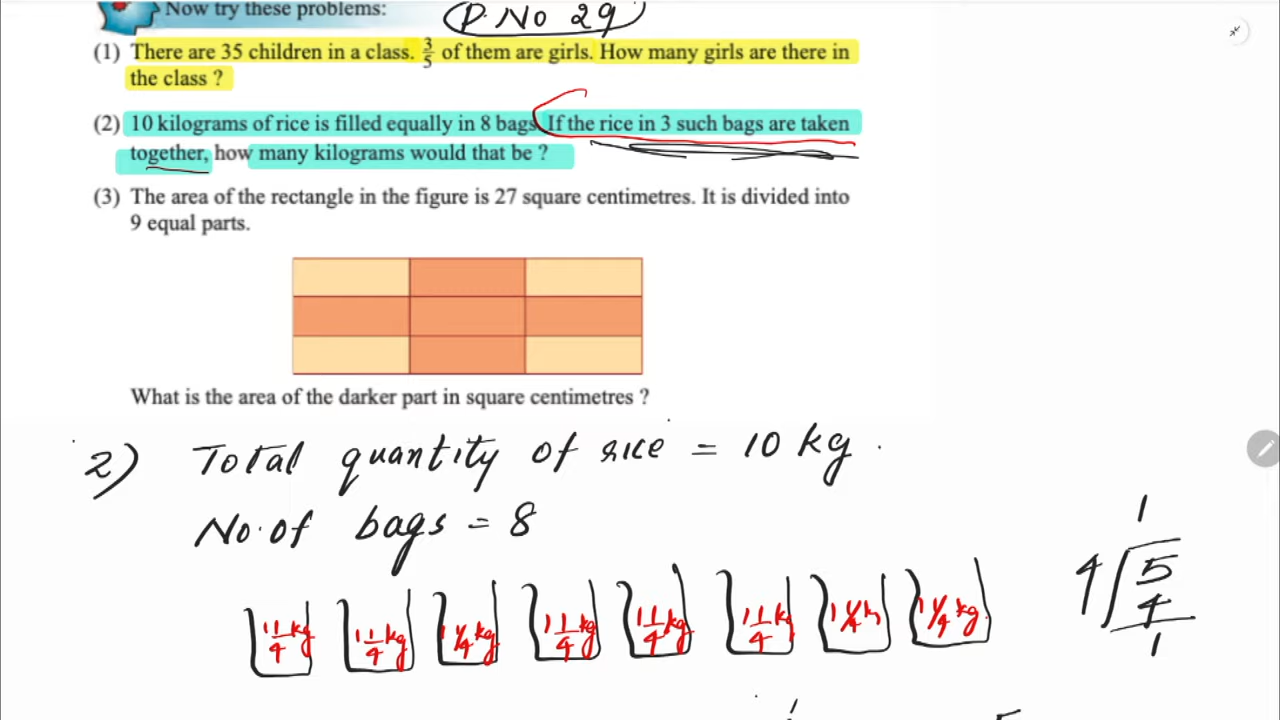 Now try these problems:
P. No 29
(1) There are 35 children in a class. 3/5 of them are girls. How many girls are there in
the class ?
(2) 10 kilograms of rice is filled equally in 8 bags. If the rice in 3 such bags are taken
together, how many kilograms would that be ?
(3) The area of the rectangle in the figure is 27 square centimetres. It is divided into
9 equal parts.
What is the area of the darker part in square centimetres ?
2) Total quantity of rice = 10 kg.
No. of bags = 8
1 1/4 kg 1 1/4 kg 1 1/4 kg 1 1/4 kg 1 1/4 kg 1 1/4 kg 1 1/4 1 1/4 kg.
1
4 5
4
1